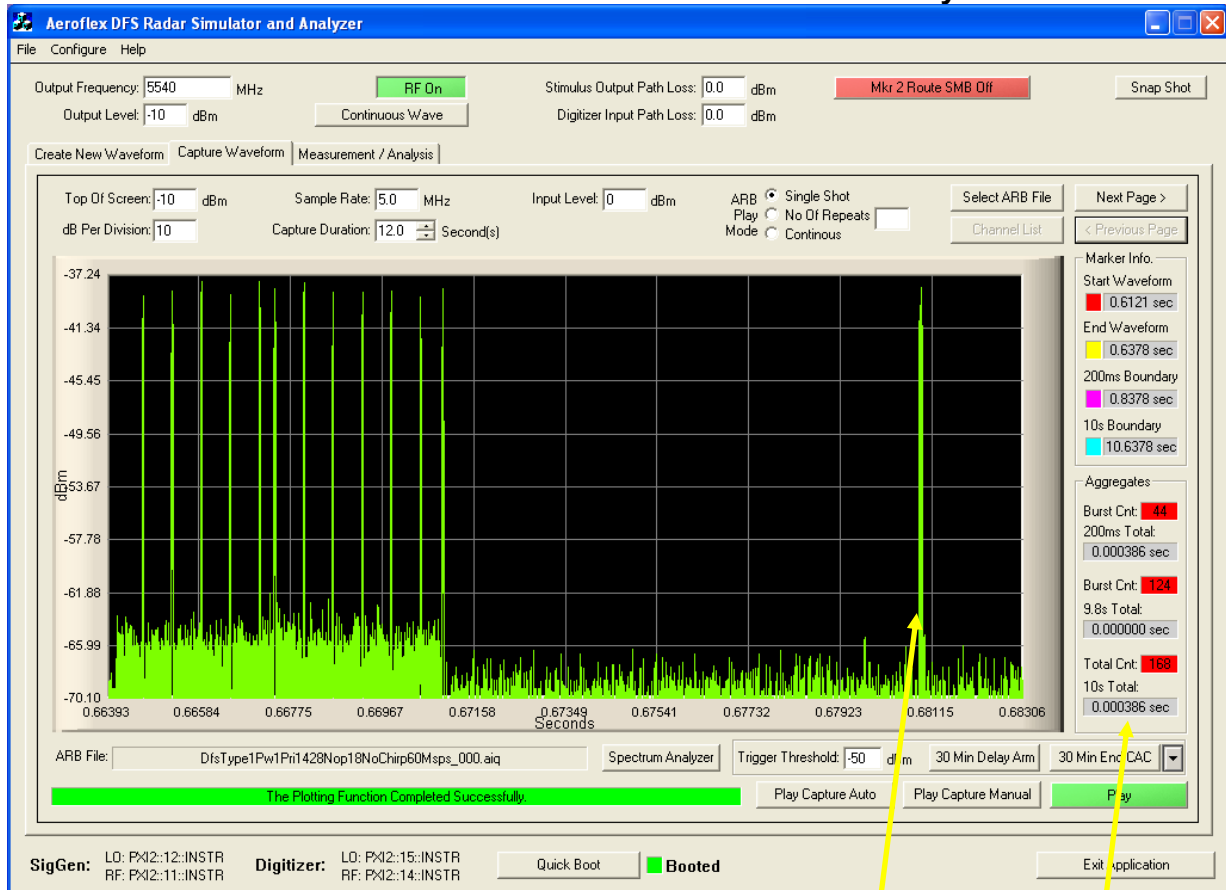 Aeroflex DFS Radar Simulator and Analyzer
File Configure Help
Output Frequency: 5540 MHz RF On Stimulus Output Path Loss: 0.0 dBm Mkr 2 Route SMB Off Snap Shot
Output Level: -10 dBm Continuous Wave Digitizer Input Path Loss: 0.0 dBm
Create New Waveform Capture Waveform Measurement / Analysis
Top Of Screen: -10 dBm Sample Rate: 5.0 MHz Input Level: 0 dBm
dB Per Division: 10 Capture Duration: 12.0 Second(s)
ARB Play Mode
Single Shot
No Of Repeats
Continous
Select ARB File Next Page >
Channel List < Previous Page
-37.24
-41.34
-45.45
-49.56
-53.67
-57.78
-61.88
-65.99
-70.10
dBm
0.66393 0.66584 0.66775 0.66967 0.67158 0.67349 0.67541 0.67732 0.67923 0.68115 0.68306
Seconds
Marker Info.
Start Waveform
0.6121 sec
End Waveform
0.6378 sec
200ms Boundary
0.8378 sec
10s Boundary
10.6378 sec
Aggregates
Burst Cnt: 44
200ms Total:
0.000386 sec
Burst Cnt: 124
9.8s Total:
0.000000 sec
Total Cnt: 168
10s Total:
0.000386 sec
ARB File: DfsType1Pw1Pri1428Nop18NoChirp60Msps_000.aiq Spectrum Analyzer Trigger Threshold: -50 dBm 30 Min Delay Arm 30 Min End CAC
The Plotting Function Completed Successfully. Play Capture Auto Play Capture Manual Play
SigGen: LO: PXI2::12::INSTR Digitizer: LO: PXI2::15::INSTR Quick Boot Booted Exit Application
RF: PXI2::11::INSTR RF: PXI2::14::INSTR